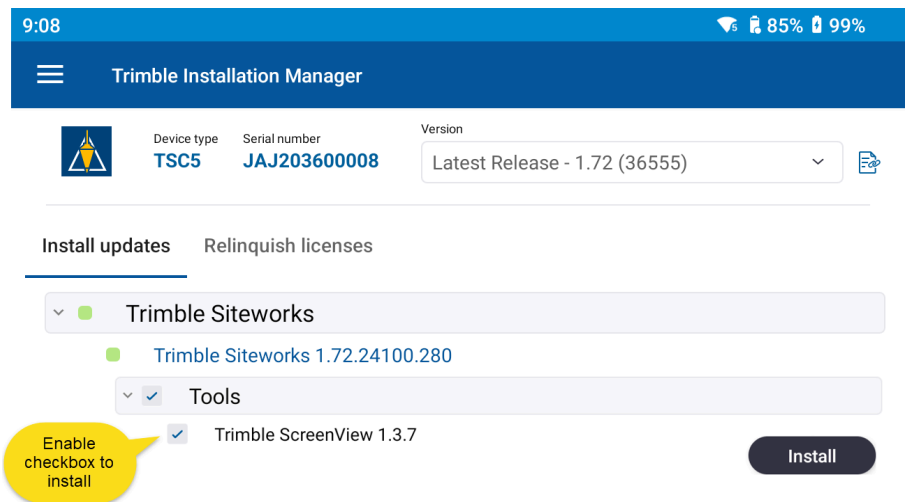 9:08 5 85% 99%
Trimble Installation Manager
Device type Serial number Version
TSC5 JAJ203600008 Latest Release - 1.72 (36555)
Install updates Relinquish licenses
Trimble Siteworks
Trimble Siteworks 1.72.24100.280
Tools
Trimble ScreenView 1.3.7
Enable
checkbox to
install
Install